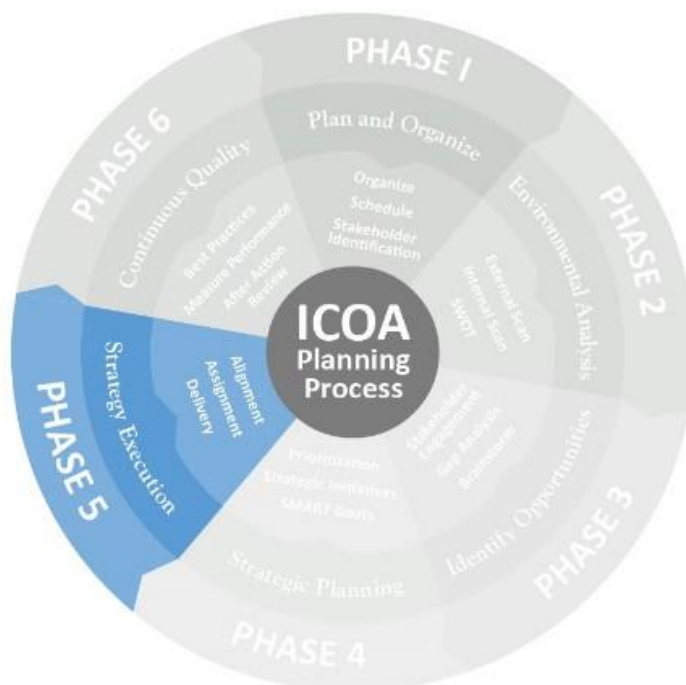 PHASE 1
Plan and Organize
Organize
Schedule
Stakeholder
Identification
PHASE 2
Environmental Analysis
External Scan
Internal Scan
SWOT
PHASE 3
Identify Opportunities
Stakeholder
Engagement
Gap Analysis
Brainstorm
PHASE 4
Strategic Planning
Prioritization
Strategic Initiatives
SMART Goals
PHASE 5
Strategy Execution
Alignment
Assignment
Delivery
PHASE 6
Continuous Quality
Best Practices
Measure Performance
After Action
Review
ICOA
Planning
Process